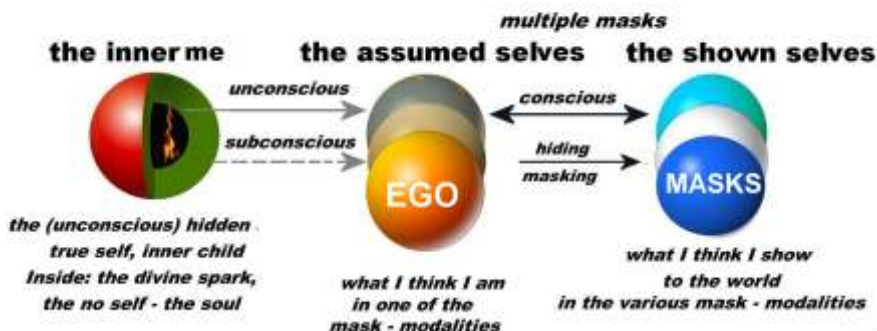 multiple masks
the inner me
the assumed selves
the shown selves
unconscious
subconscious
conscious
hiding
masking
EGO
MASKS
the (unconscious) hidden
true self, inner child
Inside: the divine spark,
the no self - the soul
what I think I am
in one of the
mask - modalities
what I think I show
to the world
in the various mask - modalities